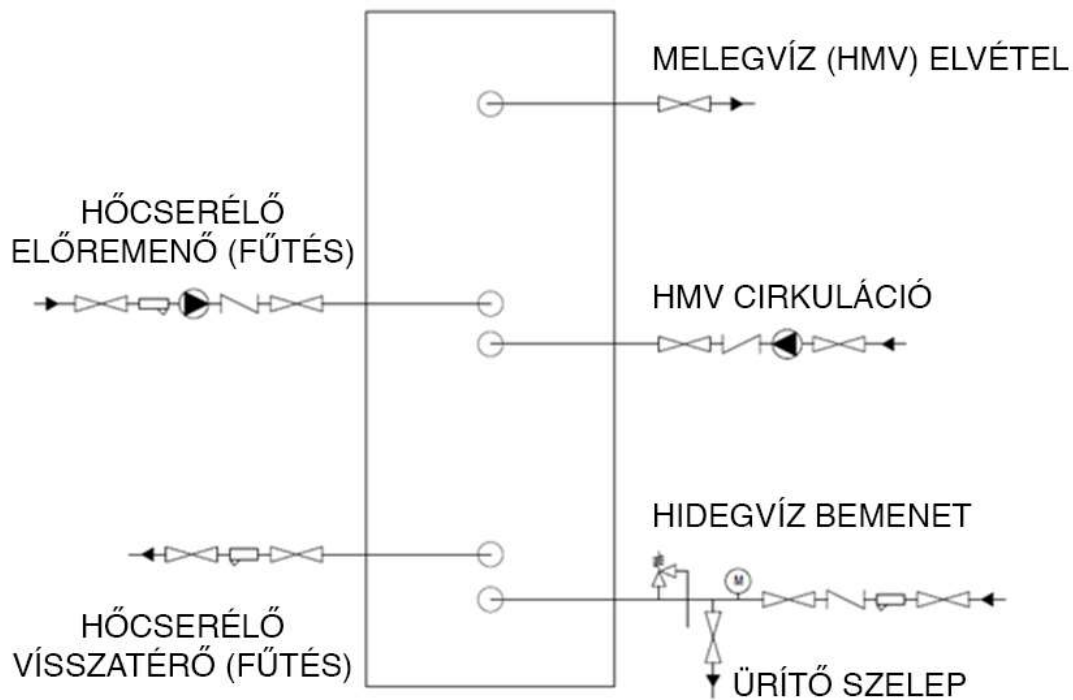 MELEGVÍZ (HMV) ELVÉTEL
HŐCSERÉLŐ
ELŐREMENŐ (FŰTÉS)
HMV CIRKULÁCIÓ
HIDEGVÍZ BEMENET
M
HŐCSERÉLŐ
VÍSSZATÉRŐ (FŰTÉS)
ÜRÍTŐ SZELEP